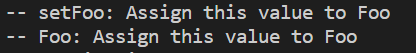 -- setFoo: Assign this value to Foo
-- Foo: Assign this value to Foo